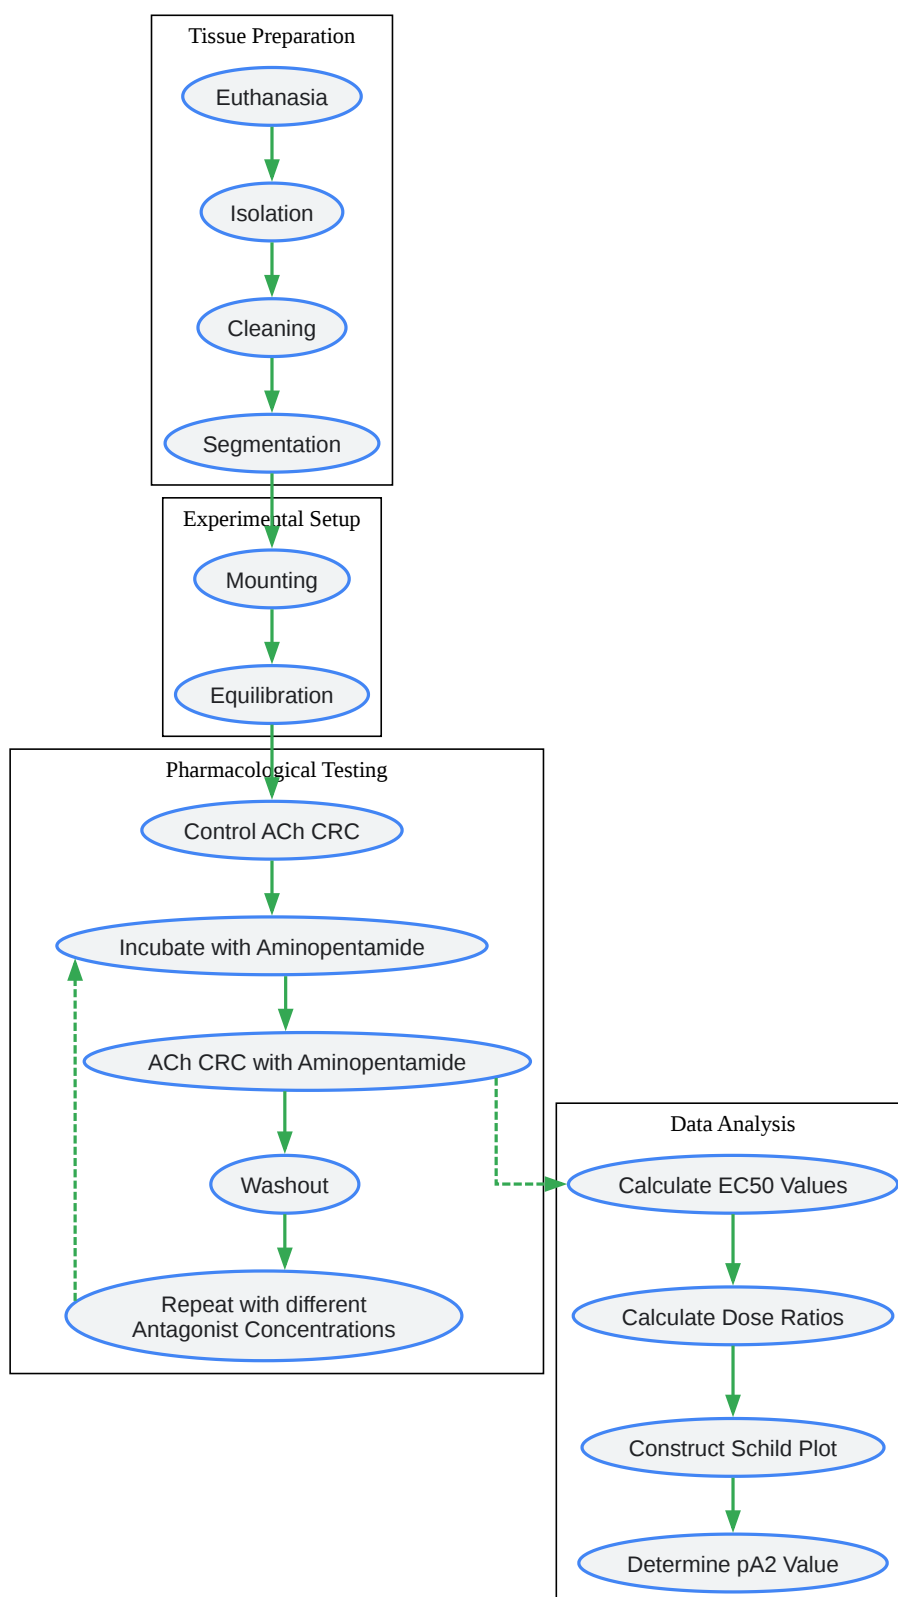 Tissue Preparation
Euthanasia
Isolation
Cleaning
Segmentation
Experimental Setup
Mounting
Equilibration
Pharmacological Testing
Control ACh CRC
Incubate with Aminopentamide
ACh CRC with Aminopentamide
Washout
Repeat with different
Antagonist Concentrations
Data Analysis
Calculate EC50 Values
Calculate Dose Ratios
Construct Schild Plot
Determine pA2 Value